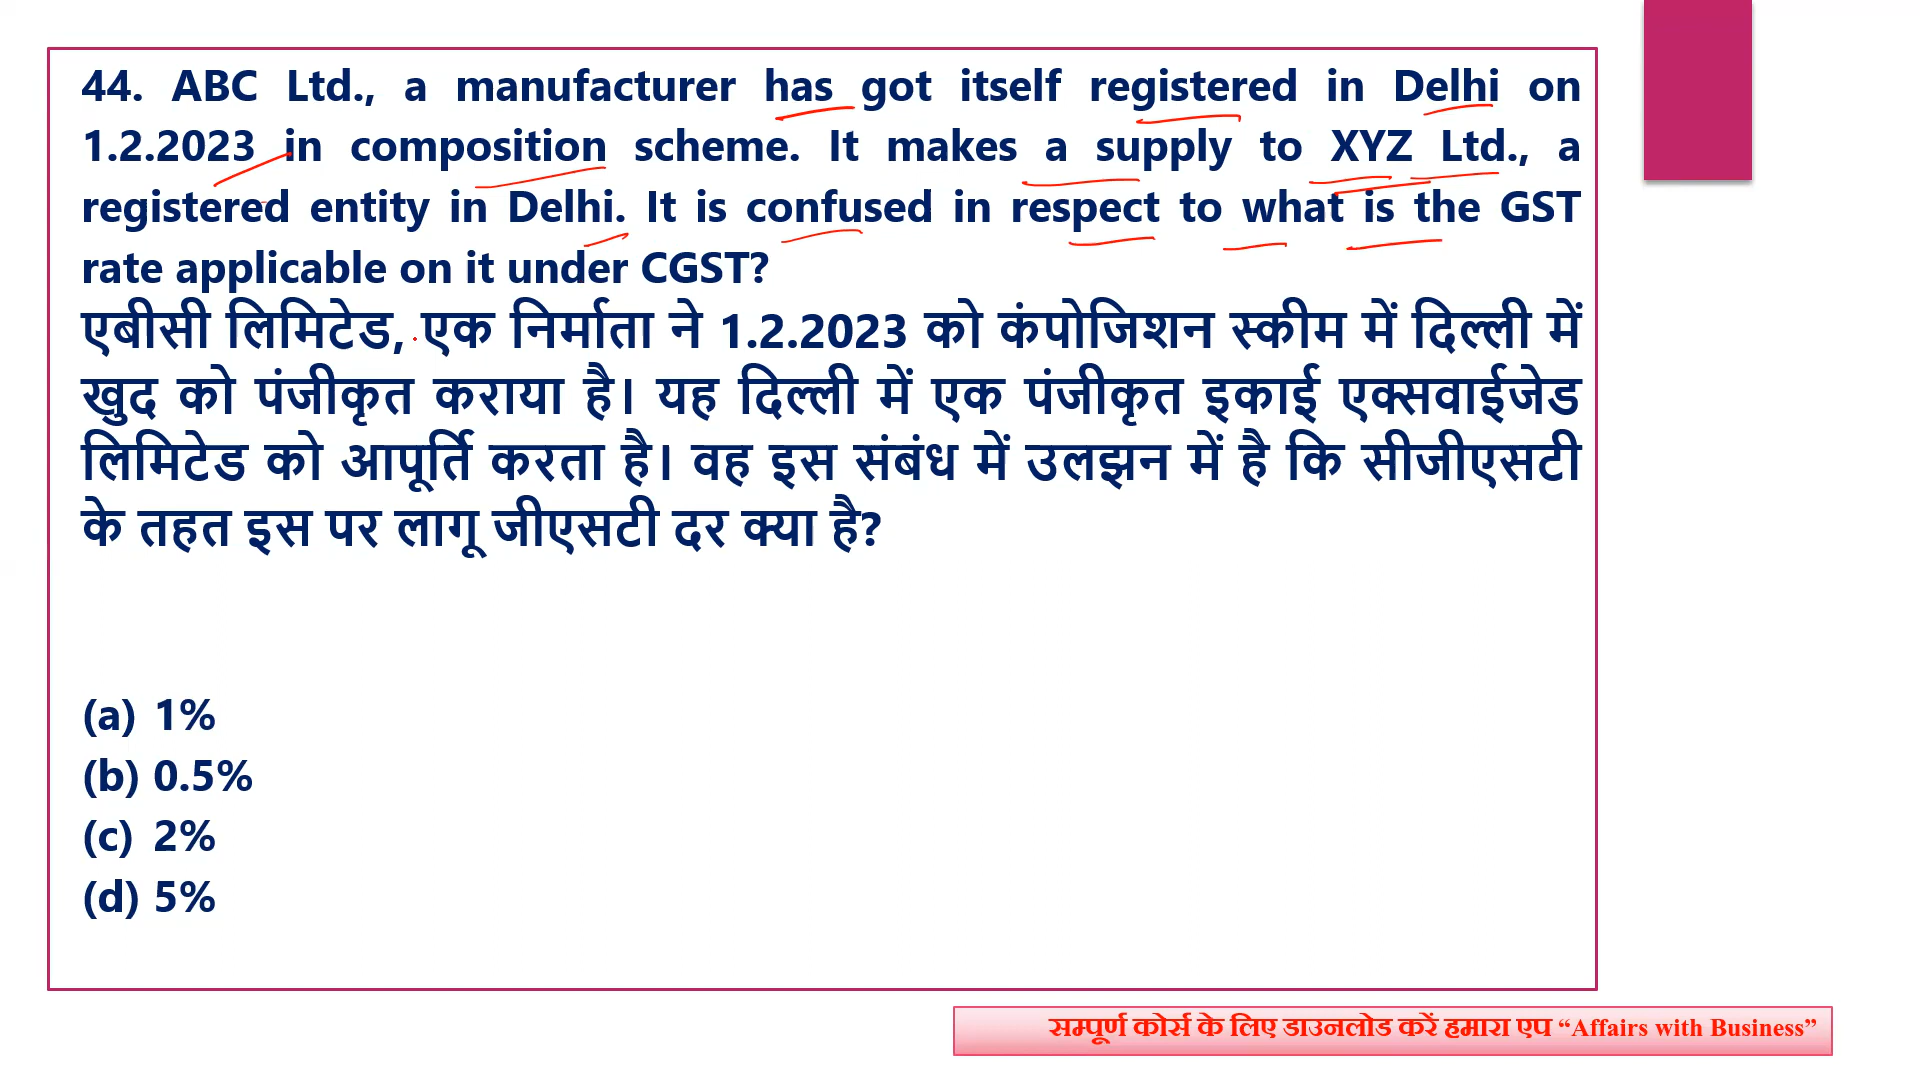 44. ABC Ltd., a manufacturer has got itself registered in Delhi on
1.2.2023 in composition scheme. It makes a supply to XYZ Ltd., a
registered entity in Delhi. It is confused in respect to what is the GST
rate applicable on it under CGST?
एबीसी लिमिटेड, एक निर्माता ने 1.2.2023 को कंपोजिशन स्कीम में दिल्ली में
खुद को पंजीकृत कराया है। यह दिल्ली में एक पंजीकृत इकाई एक्सवाईजेड
लिमिटेड को आपूर्ति करता है। वह इस संबंध में उलझन में है कि सीजीएसटी
के तहत इस पर लागू जीएसटी दर क्या है?
(a) 1%
(b) 0.5%
(c) 2%
(d) 5%
सम्पूर्ण कोर्स के लिए डाउनलोड करें हमारा एप “Affairs with Business”